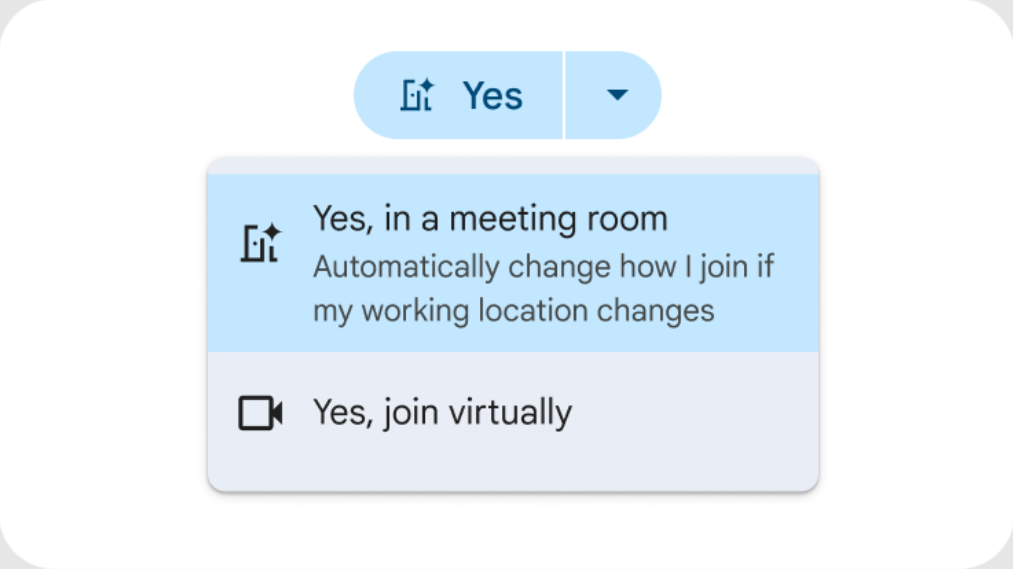 Yes
Yes, in a meeting room
Automatically change how I join if
my working location changes
Yes, join virtually